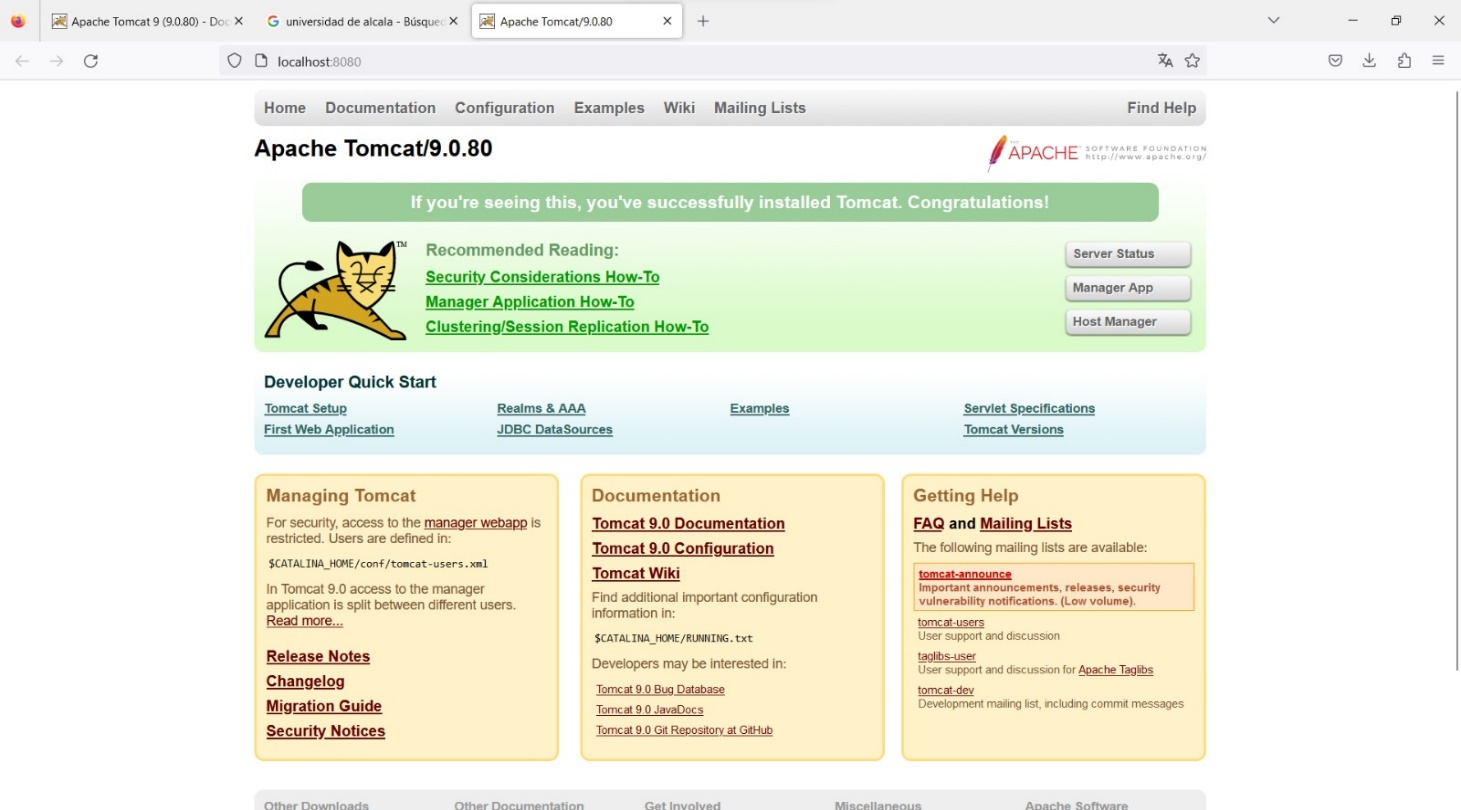 Apache Tomcat 9 (9.0.80) - Doc
universidad de alcala - Búsqued
Apache Tomcat/9.0.80
localhost:8080
Home Documentation Configuration Examples Wiki Mailing Lists Find Help
Apache Tomcat/9.0.80
APACHE SOFTWARE FOUNDATION
http://www.apache.org/
If you're seeing this, you've successfully installed Tomcat. Congratulations!
TM
Recommended Reading:
Security Considerations How-To
Manager Application How-To
Clustering/Session Replication How-To
Server Status
Manager App
Host Manager
Developer Quick Start
Tomcat Setup
First Web Application
Realms & AAA
JDBC DataSources
Examples
Servlet Specifications
Tomcat Versions
Managing Tomcat
For security, access to the manager webapp is
restricted. Users are defined in:
$CATALINA_HOME/conf/tomcat-users.xml
In Tomcat 9.0 access to the manager
application is split between different users.
Read more...
Release Notes
Changelog
Migration Guide
Security Notices
Documentation
Tomcat 9.0 Documentation
Tomcat 9.0 Configuration
Tomcat Wiki
Find additional important configuration
information in:
$CATALINA_HOME/RUNNING.txt
Developers may be interested in:
Tomcat 9.0 Bug Database
Tomcat 9.0 JavaDocs
Tomcat 9.0 Git Repository at GitHub
Getting Help
FAQ and Mailing Lists
The following mailing lists are available:
tomcat-announce
Important announcements, releases, security
vulnerability notifications. (Low volume).
tomcat-users
User support and discussion
taglibs-user
User support and discussion for Apache Taglibs
tomcat-dev
Development mailing list, including commit messages
Other Downloads Other Documentation Get Involved Miscellaneous Apache Software